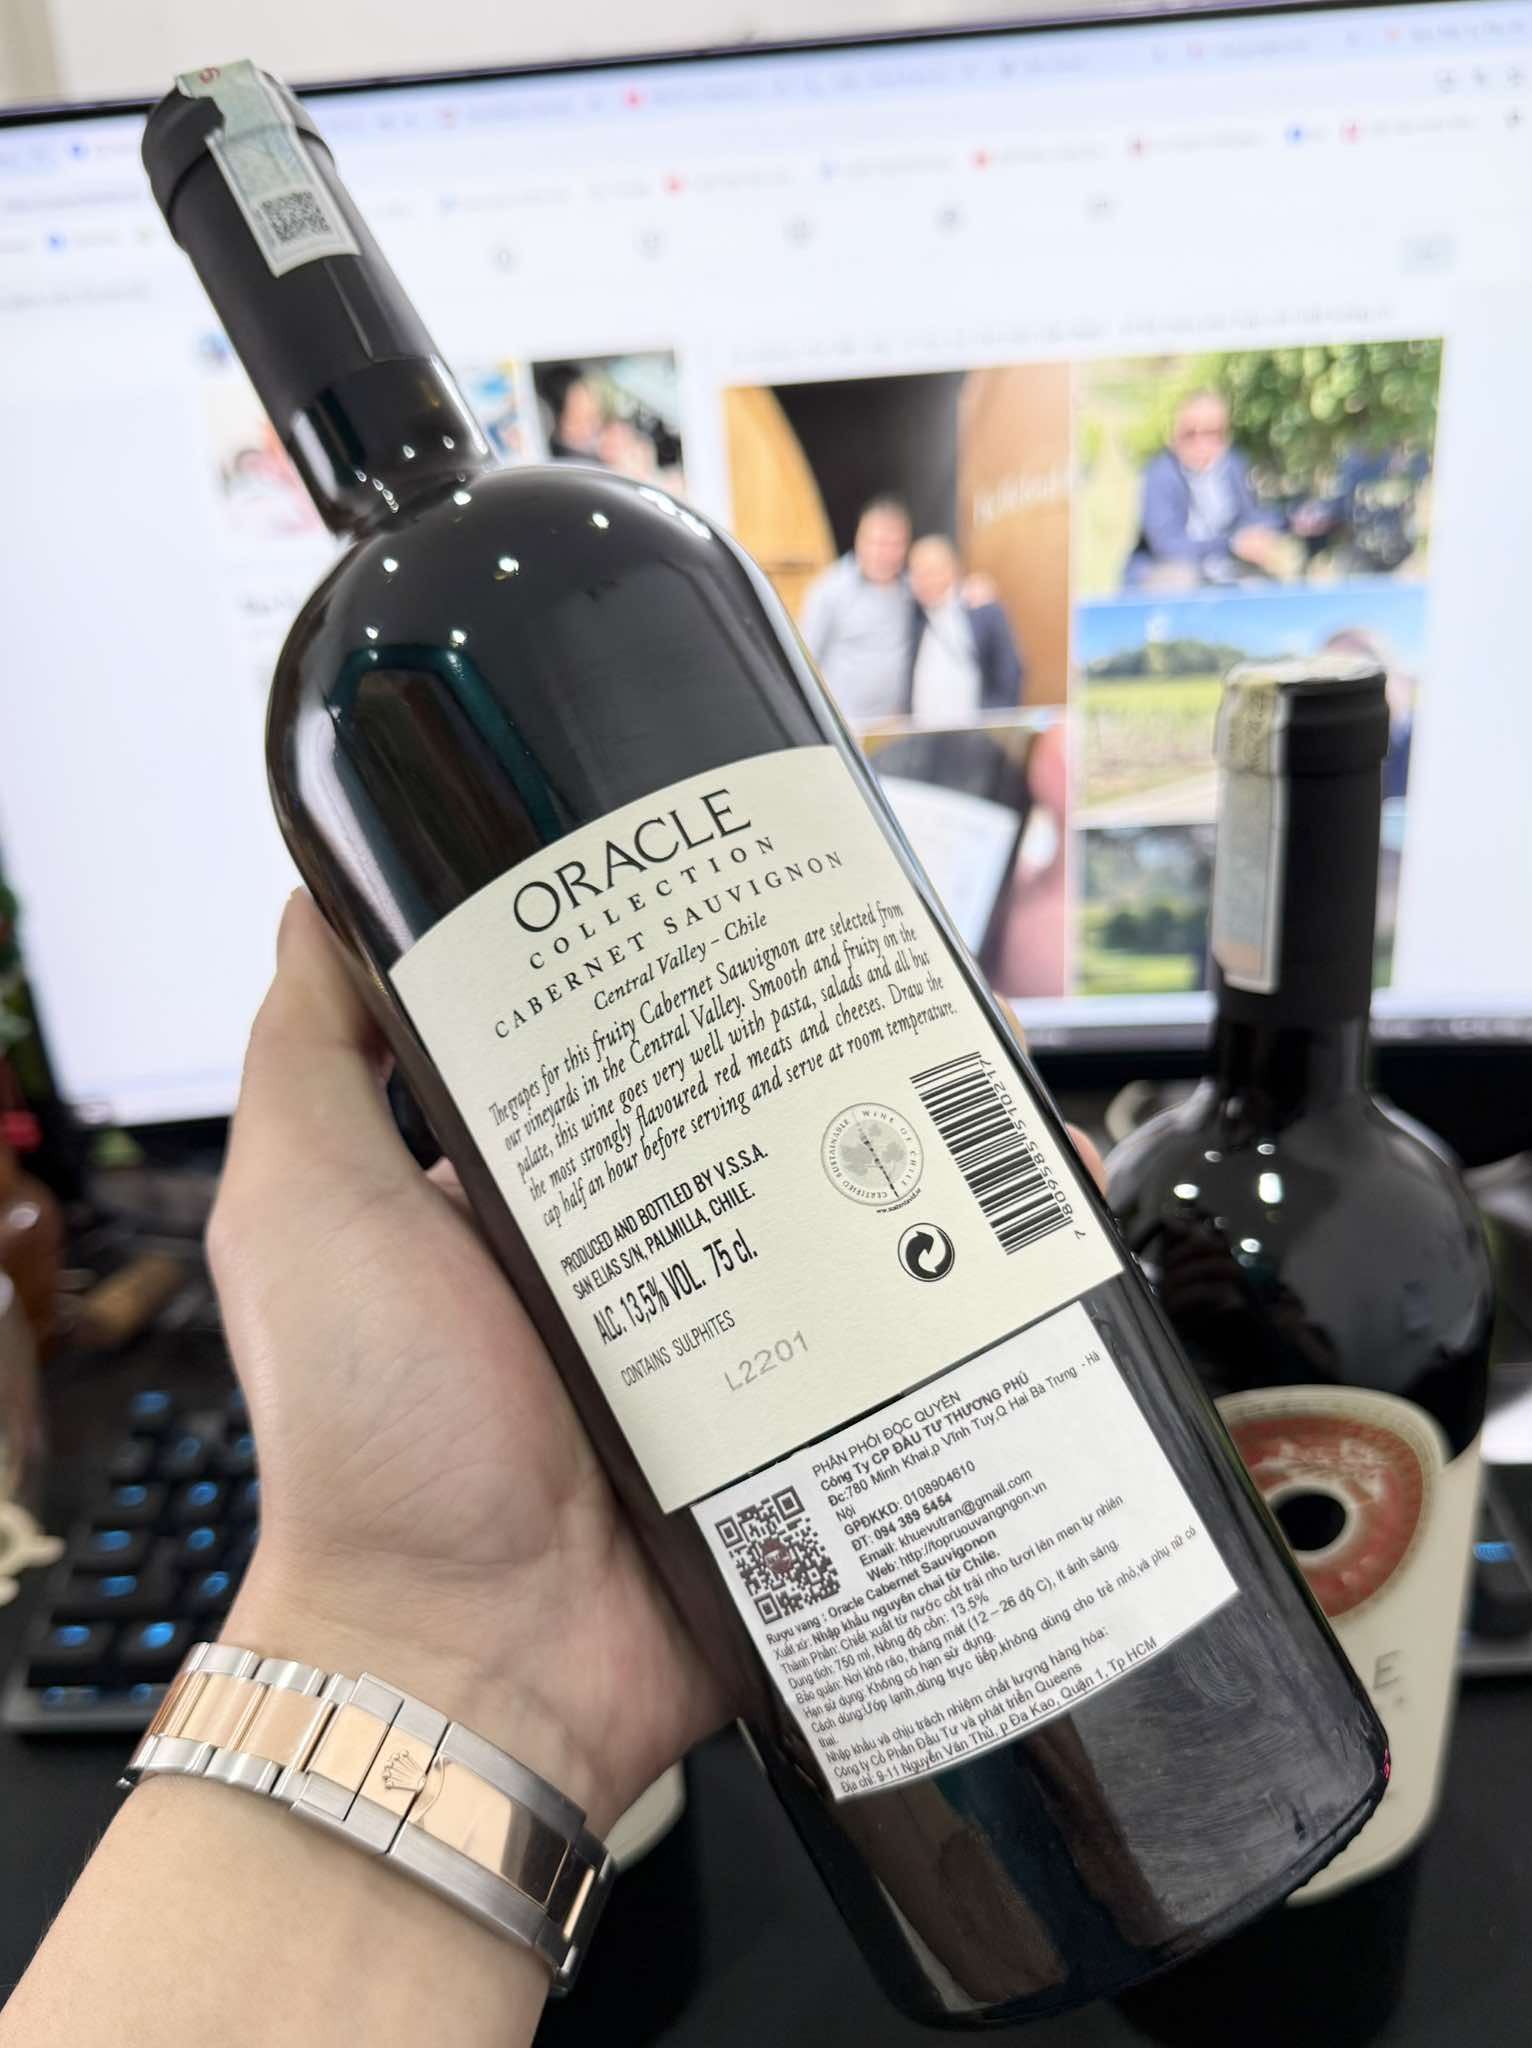 ORACLE
COLLECTION
CABERNET SAUVIGNON
Central Valley – Chile
The grapes for this fruity Cabernet Sauvignon are selected from
our vineyards in the Central Valley. Smooth and fruity on the
palate, this wine goes very well with pasta, salads and all but
the most strongly flavoured red meats and cheeses. Draw the
cap half an hour before serving and serve at room temperature.
PRODUCED AND BOTTLED BY V.S.S.A.
SAN ELIAS S/N, PALMILLA, CHILE.
ALC. 13,5% VOL. 75 cl.
CONTAINS SULPHITES
L2201
CERTIFIED SUSTAINABLE WINE OF CHILE
7809585510217
PHÂN PHỐI ĐỘC QUYỀN
Công Ty CP ĐẦU TƯ THƯƠNG PHÚ
Đc:780 Minh Khai,p Vĩnh Tuy,Q Hai Bà Trưng - Hà
Nội
GPĐKKD: 0108904610
ĐT: 094 389 5454
Email: khuevutran@gmail.com
Web: http://topruouvangngon.vn
Rượu vang : Oracle Cabernet Sauvigonon
Xuất xứ: Nhập khẩu nguyên chai từ Chile.
Thành Phần: Chiết xuất từ nước cốt trái nho tươi lên men tự nhiên
Dung tích: 750 ml, Nồng độ cồn: 13.5%
Bảo quản: Nơi khô ráo, tháng mát (12 – 26 độ C), ít ánh sáng.
Hạn sử dụng: Không có hạn sử dụng.
Cách dùng:Ướp lạnh,dùng trực tiếp,không dùng cho trẻ nhỏ,và phụ nữ có
thai.
Nhập khẩu và chịu trách nhiệm chất lượng hàng hóa:
Công ty Cổ Phần Đầu Tư và phát triển Queens
Địa chỉ: 9-11 Nguyễn Văn Thủ, p Đa Kao, Quận 1, Tp HCM